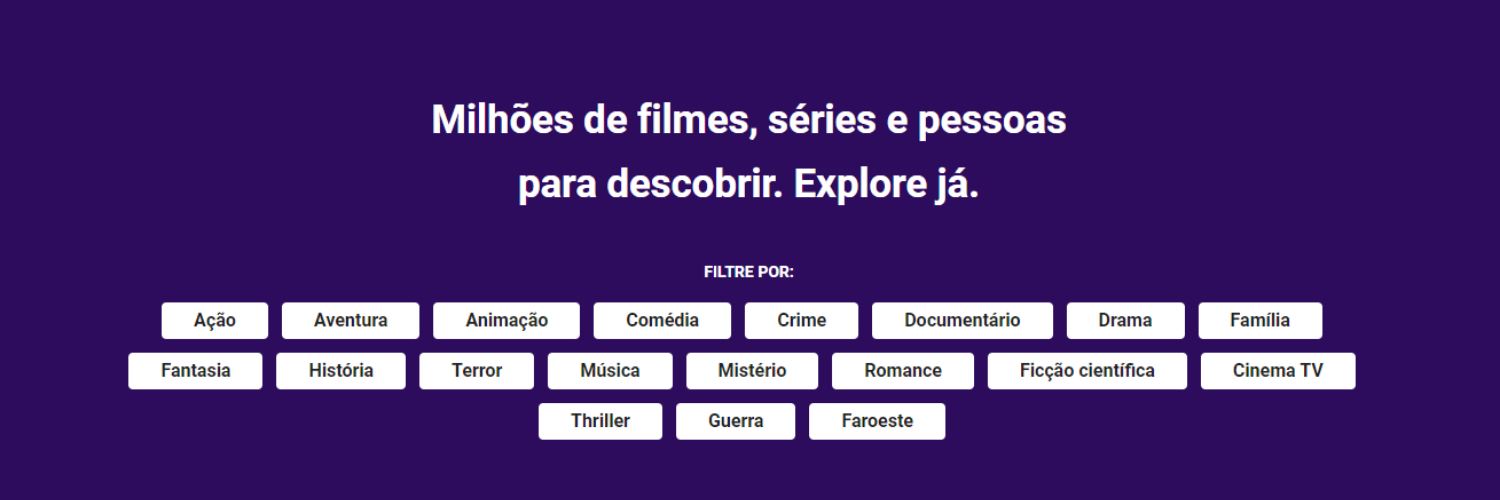 Milhões de filmes, séries e pessoas
para descobrir. Explore já.
FILTRE POR:
Ação Aventura Animação Comédia Crime Documentário Drama Família
Fantasia História Terror Música Mistério Romance Ficção científica Cinema TV
Thriller Guerra Faroeste